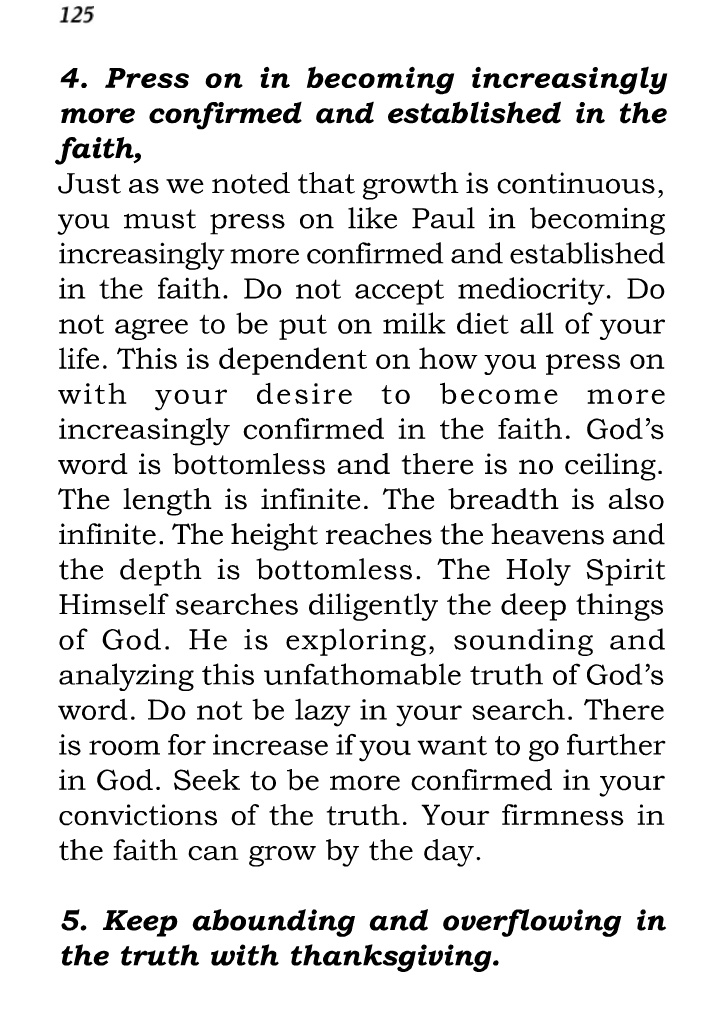 125
4. Press on in becoming increasingly
more confirmed and established in the
faith,
Just as we noted that growth is continuous,
you must press on like Paul in becoming
increasingly more confirmed and established
in the faith. Do not accept mediocrity. Do
not agree to be put on milk diet all of your
life. This is dependent on how you press on
with your desire to become more
increasingly confirmed in the faith. God’s
word is bottomless and there is no ceiling.
The length is infinite. The breadth is also
infinite. The height reaches the heavens and
the depth is bottomless. The Holy Spirit
Himself searches diligently the deep things
of God. He is exploring, sounding and
analyzing this unfathomable truth of God’s
word. Do not be lazy in your search. There
is room for increase if you want to go further
in God. Seek to be more confirmed in your
convictions of the truth. Your firmness in
the faith can grow by the day.
5. Keep abounding and overflowing in
the truth with thanksgiving.